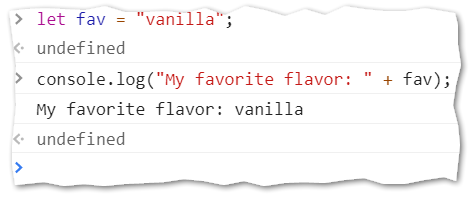 let fav = "vanilla";
undefined
console.log("My favorite flavor: " + fav);
My favorite flavor: vanilla
undefined